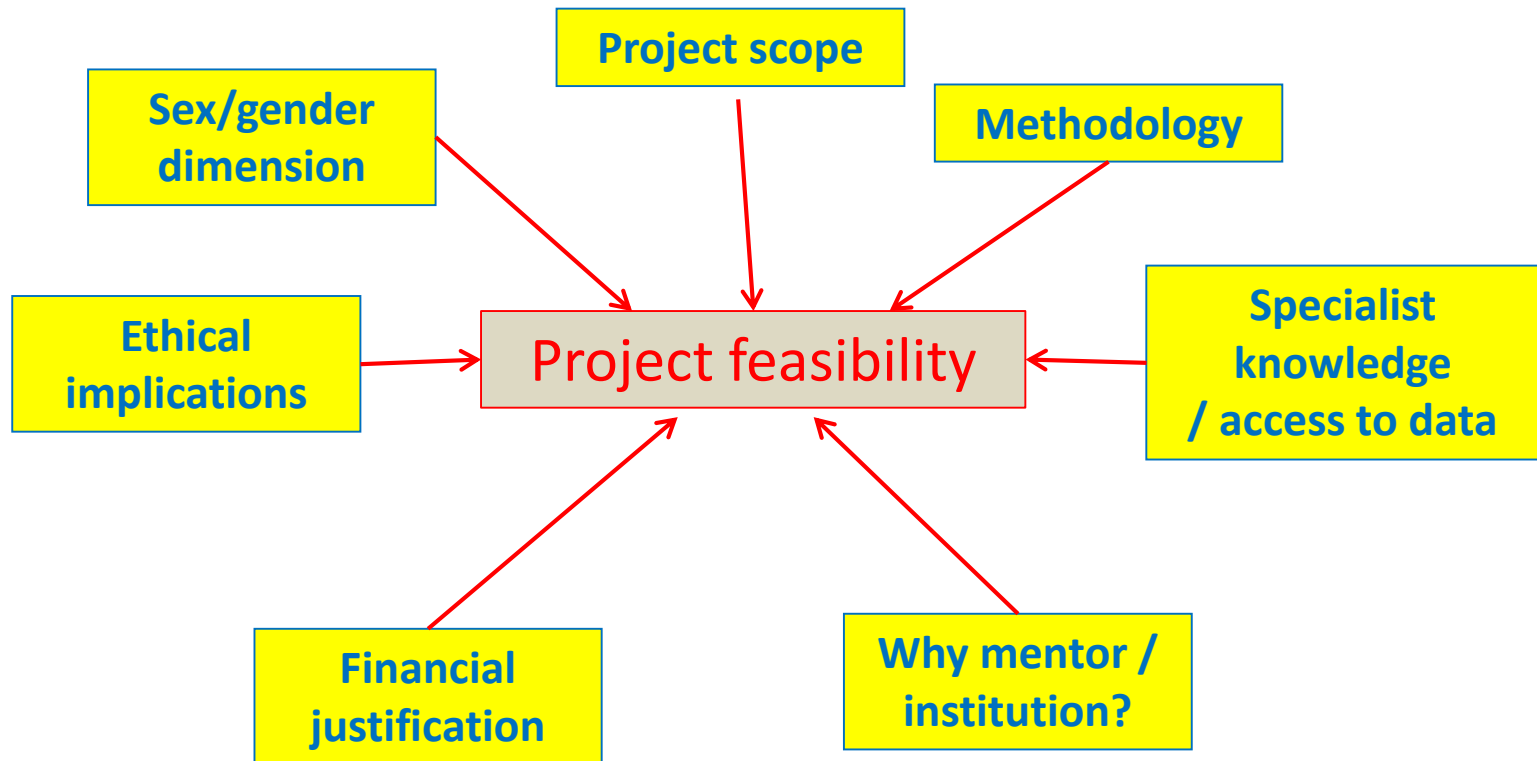 Project scope
Sex/gender
dimension
Methodology
Ethical
implications
Project feasibility
Specialist
knowledge
/ access to data
Financial
justification
Why mentor /
institution?